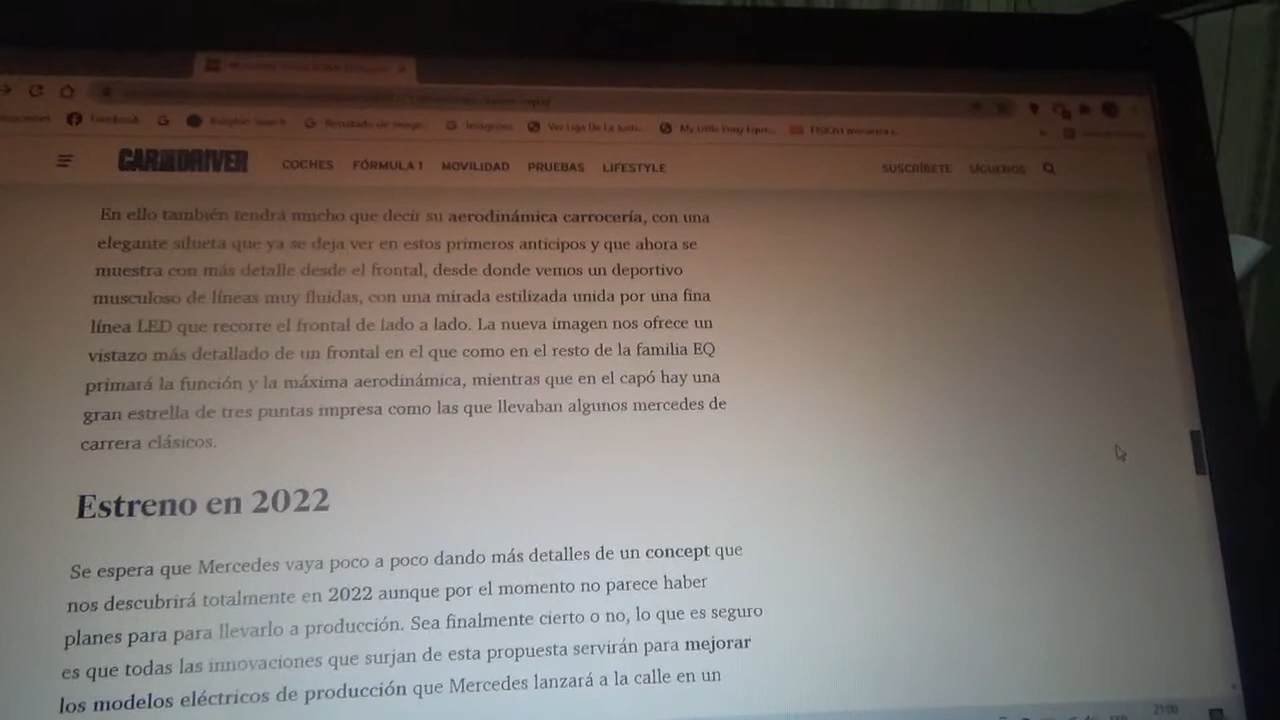 Facebook
CAR AND DRIVER
COCHES FÓRMULA 1 MOVILIDAD PRUEBAS LIFESTYLE
SUSCRÍBETE SÍGUENOS
En ello también tendrá mucho que decir su aerodinámica carrocería, con una
elegante silueta que ya se deja ver en estos primeros anticipos y que ahora se
muestra con más detalle desde el frontal, desde donde vemos un deportivo
musculoso de líneas muy fluidas, con una mirada estilizada unida por una fina
línea LED que recorre el frontal de lado a lado. La nueva imagen nos ofrece un
vistazo más detallado de un frontal en el que como en el resto de la familia EQ
primará la función y la máxima aerodinámica, mientras que en el capó hay una
gran estrella de tres puntas impresa como las que llevaban algunos mercedes de
carrera clásicos.
Estreno en 2022
Se espera que Mercedes vaya poco a poco dando más detalles de un concept que
nos descubrirá totalmente en 2022 aunque por el momento no parece haber
planes para para llevarlo a producción. Sea finalmente cierto o no, lo que es seguro
es que todas las innovaciones que surjan de esta propuesta servirán para mejorar
los modelos eléctricos de producción que Mercedes lanzará a la calle en un
21:00